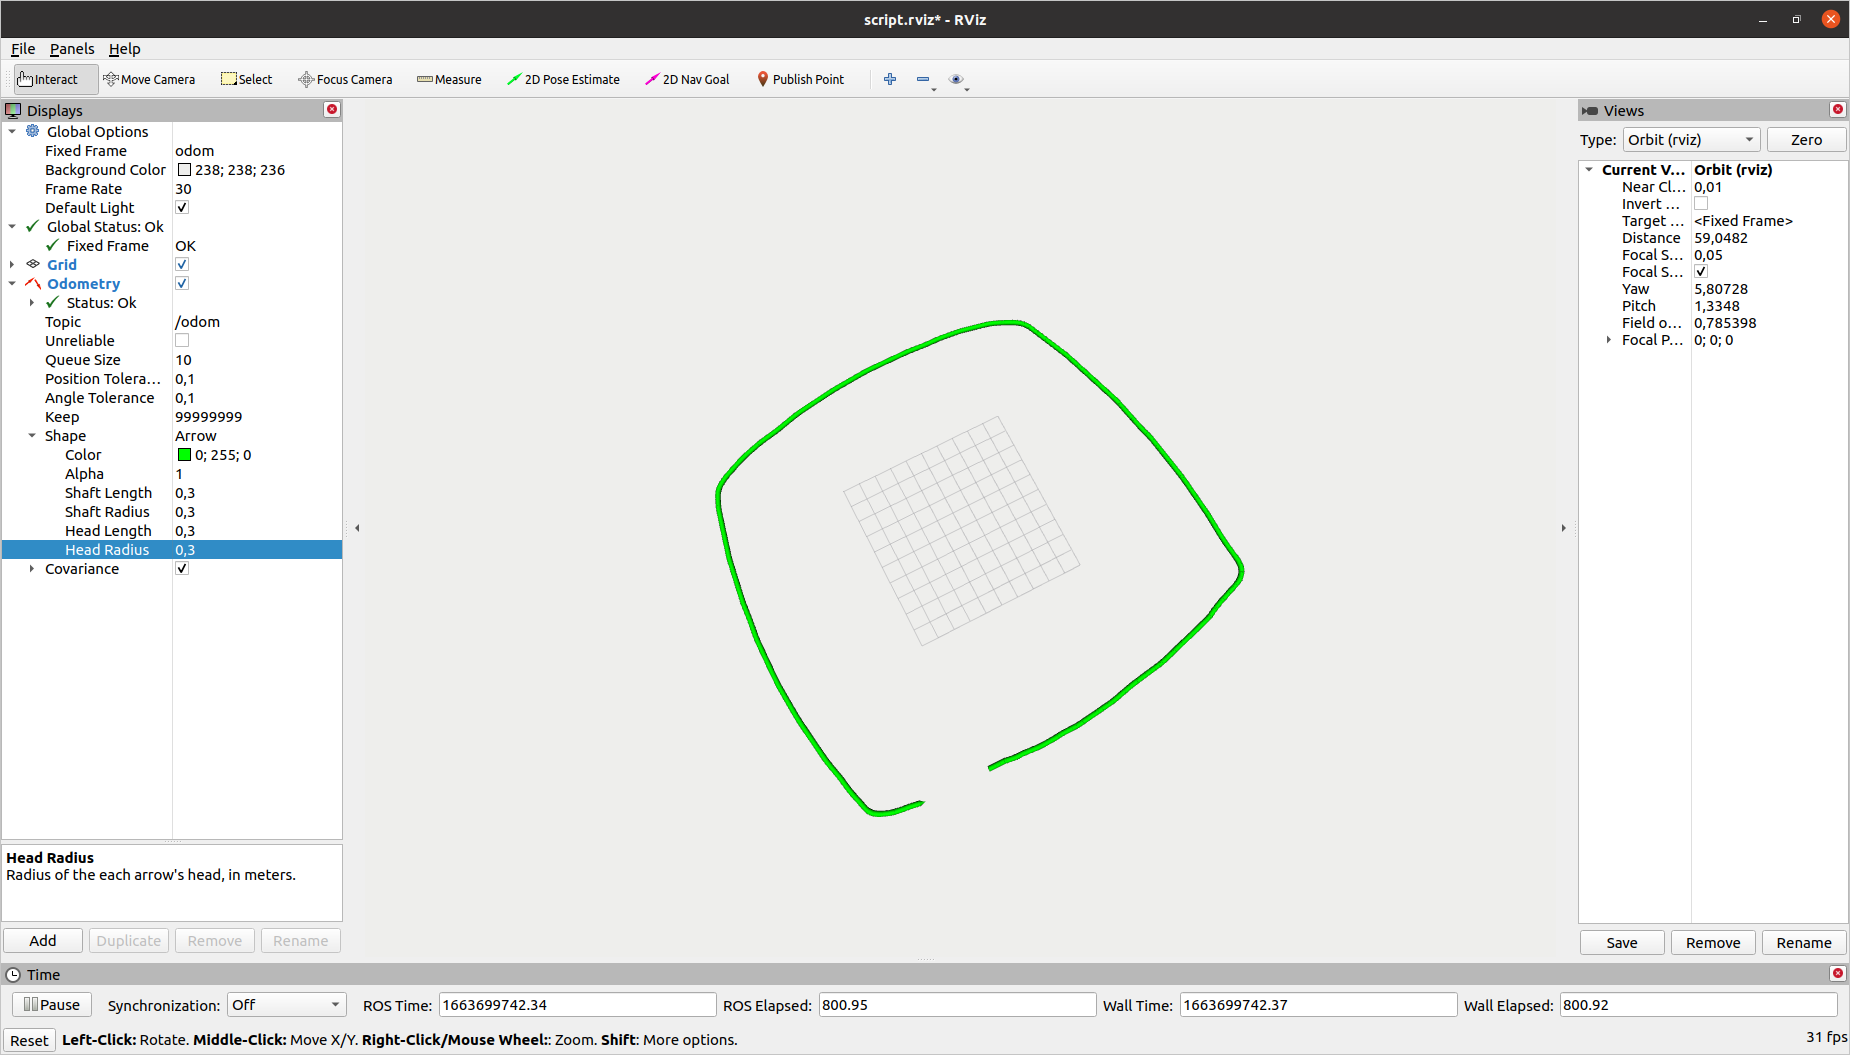 script.rviz* - RViz
File Panels Help
Interact Move Camera Select Focus Camera Measure 2D Pose Estimate 2D Nav Goal Publish Point
Displays
Global Options
Fixed Frame odom
Background Color 238; 238; 236
Frame Rate 30
Default Light
Global Status: Ok
Fixed Frame OK
Grid
Odometry
Status: Ok
Topic /odom
Unreliable
Queue Size 10
Position Tolera... 0,1
Angle Tolerance 0,1
Keep 99999999
Shape Arrow
Color 0; 255; 0
Alpha 1
Shaft Length 0,3
Shaft Radius 0,3
Head Length 0,3
Head Radius 0,3
Covariance
Head Radius
Radius of the each arrow's head, in meters.
Add Duplicate Remove Rename
Views
Type: Orbit (rviz) Zero
Current V... Orbit (rviz)
Near Cl... 0,01
Invert ...
Target ... <Fixed Frame>
Distance 59,0482
Focal S... 0,05
Focal S...
Yaw 5,80728
Pitch 1,3348
Field o... 0,785398
Focal P... 0; 0; 0
Save Remove Rename
Time
Pause Synchronization: Off ROS Time: 1663699742.34 ROS Elapsed: 800.95 Wall Time: 1663699742.37 Wall Elapsed: 800.92
Reset Left-Click: Rotate. Middle-Click: Move X/Y. Right-Click/Mouse Wheel:: Zoom. Shift: More options. 31 fps